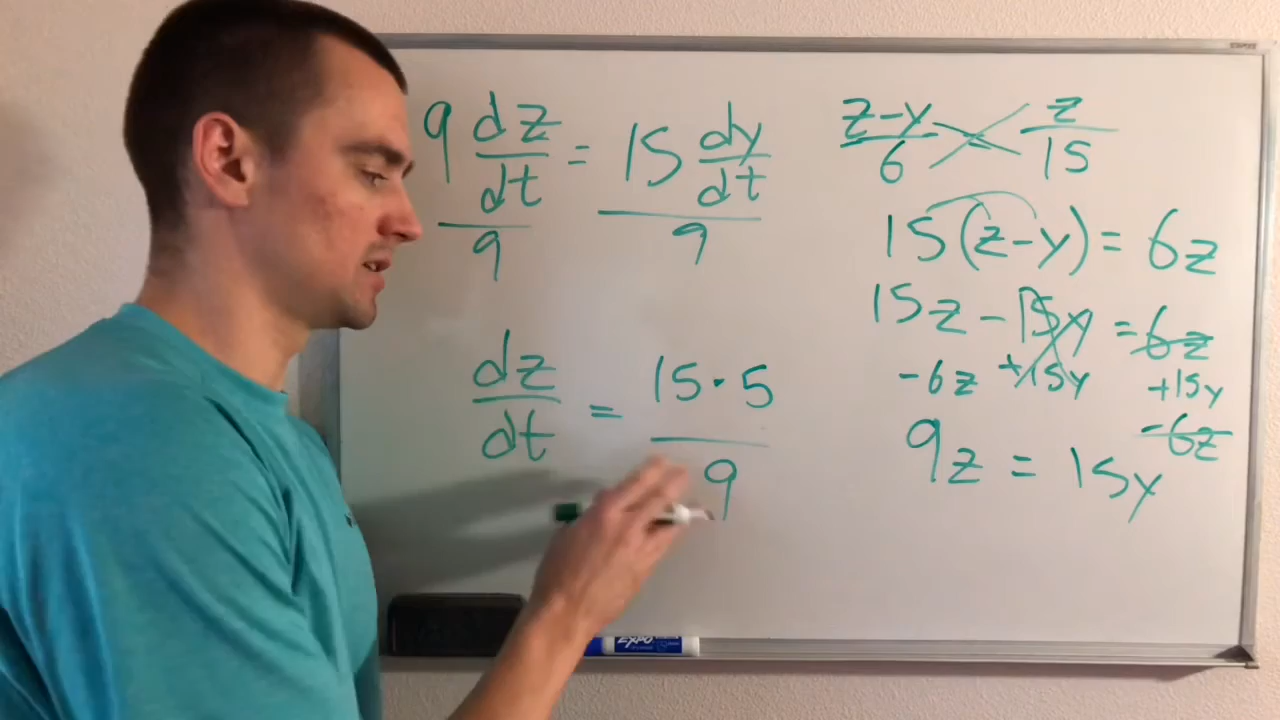 9 dz/dt = 15 dy/dt
9 9
dz/dt = 15 · 5
9
z-y/6 z/15
15(z-y) = 6z
15z - 15y = 6z
-6z +15y +15y
-6z
9z = 15y
EXPO